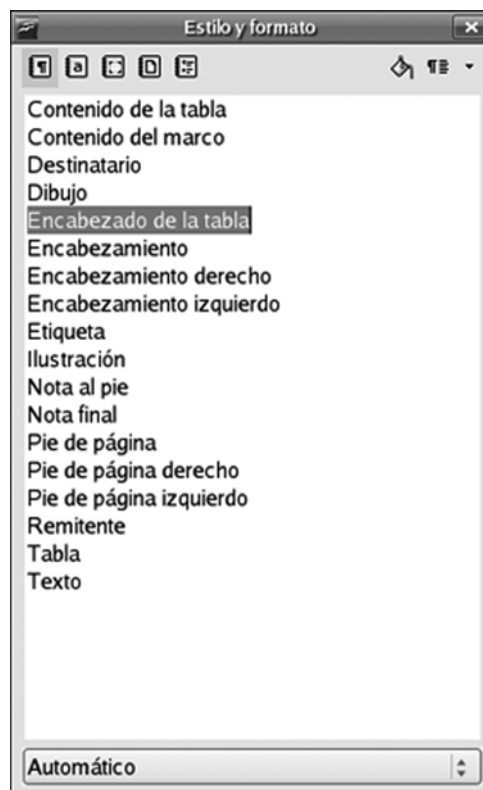 Estilo y formato
Contenido de la tabla
Contenido del marco
Destinatario
Dibujo
Encabezado de la tabla
Encabezamiento
Encabezamiento derecho
Encabezamiento izquierdo
Etiqueta
Ilustración
Nota al pie
Nota final
Pie de página
Pie de página derecho
Pie de página izquierdo
Remitente
Tabla
Texto
Automático